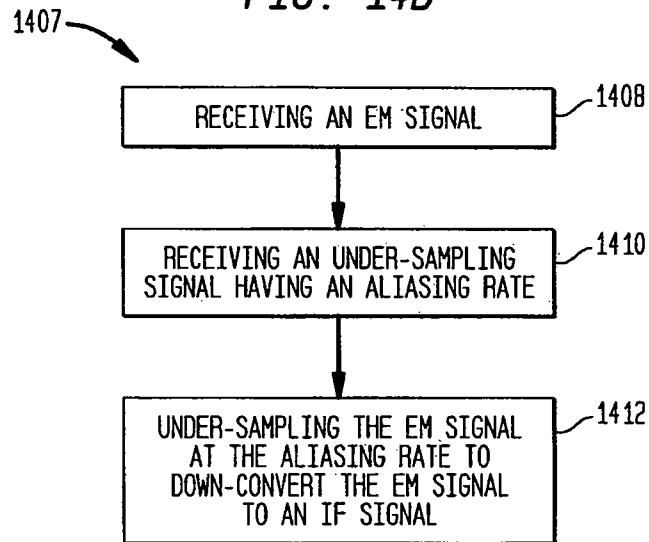 FIG. 14B
1407
RECEIVING AN EM SIGNAL
1408
RECEIVING AN UNDER-SAMPLING
SIGNAL HAVING AN ALIASING RATE
1410
UNDER-SAMPLING THE EM SIGNAL
AT THE ALIASING RATE TO
DOWN-CONVERT THE EM SIGNAL
TO AN IF SIGNAL
1412